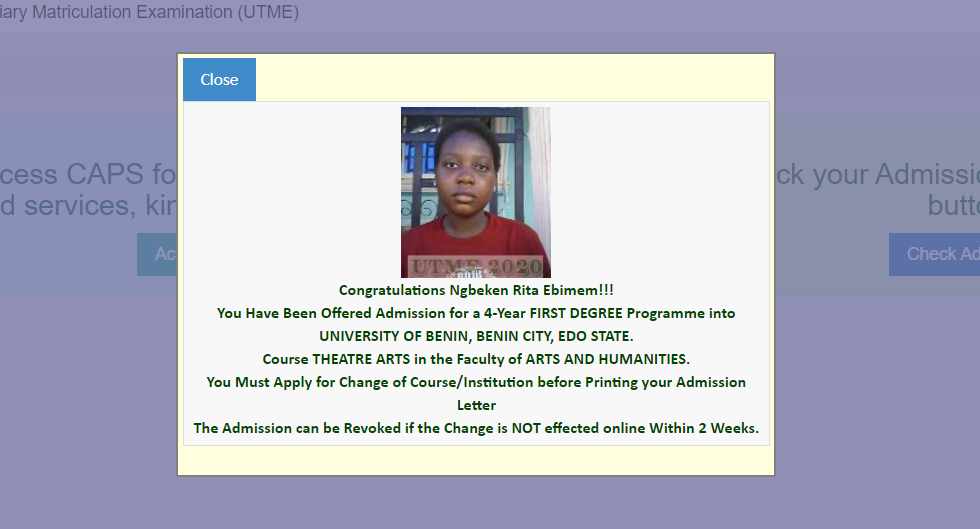 iary Matriculation Examination (UTME)
Close
cess CAPS fo
ck your Admissi
d services, kin
butt
Ac
Check Ad
UTME 2020
Congratulations Ngbeken Rita Ebimem!!!
You Have Been Offered Admission for a 4-Year FIRST DEGREE Programme into
UNIVERSITY OF BENIN, BENIN CITY, EDO STATE.
Course THEATRE ARTS in the Faculty of ARTS AND HUMANITIES.
You Must Apply for Change of Course/Institution before Printing your Admission
Letter
The Admission can be Revoked if the Change is NOT effected online Within 2 Weeks.